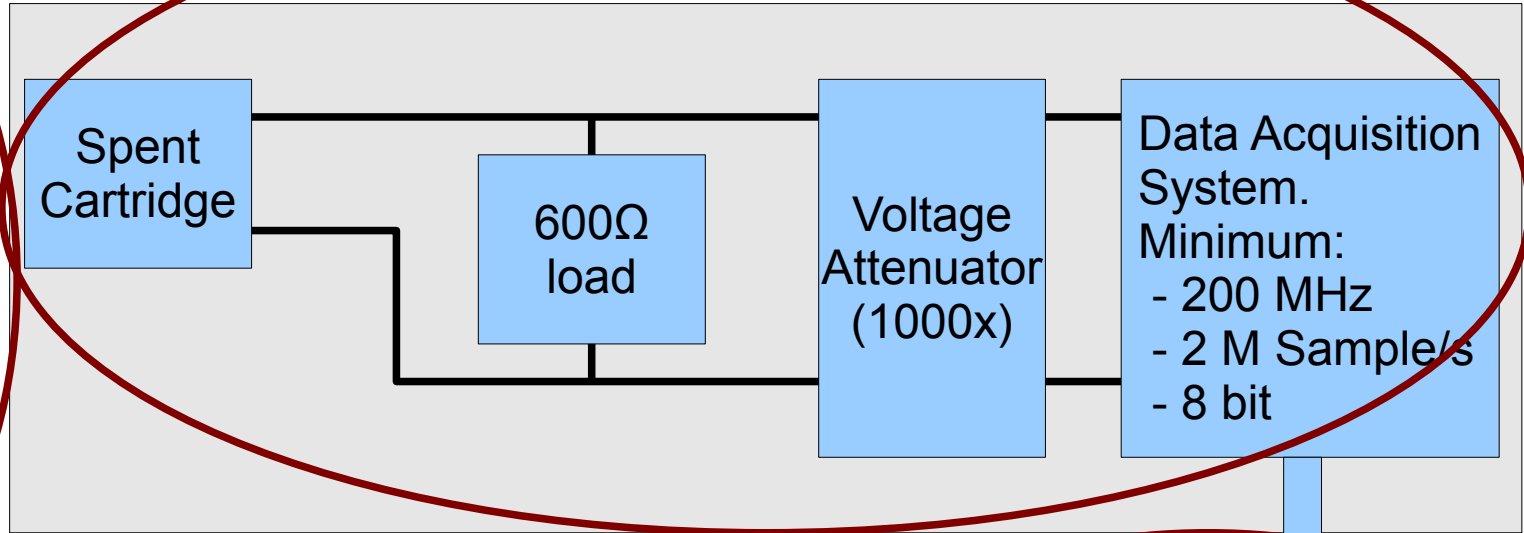 Spent
Cartridge
600Ω
load
Voltage
Attenuator
(1000x)
Data Acquisition
System.
Minimum:
- 200 MHz
- 2 M Sample/s
- 8 bit